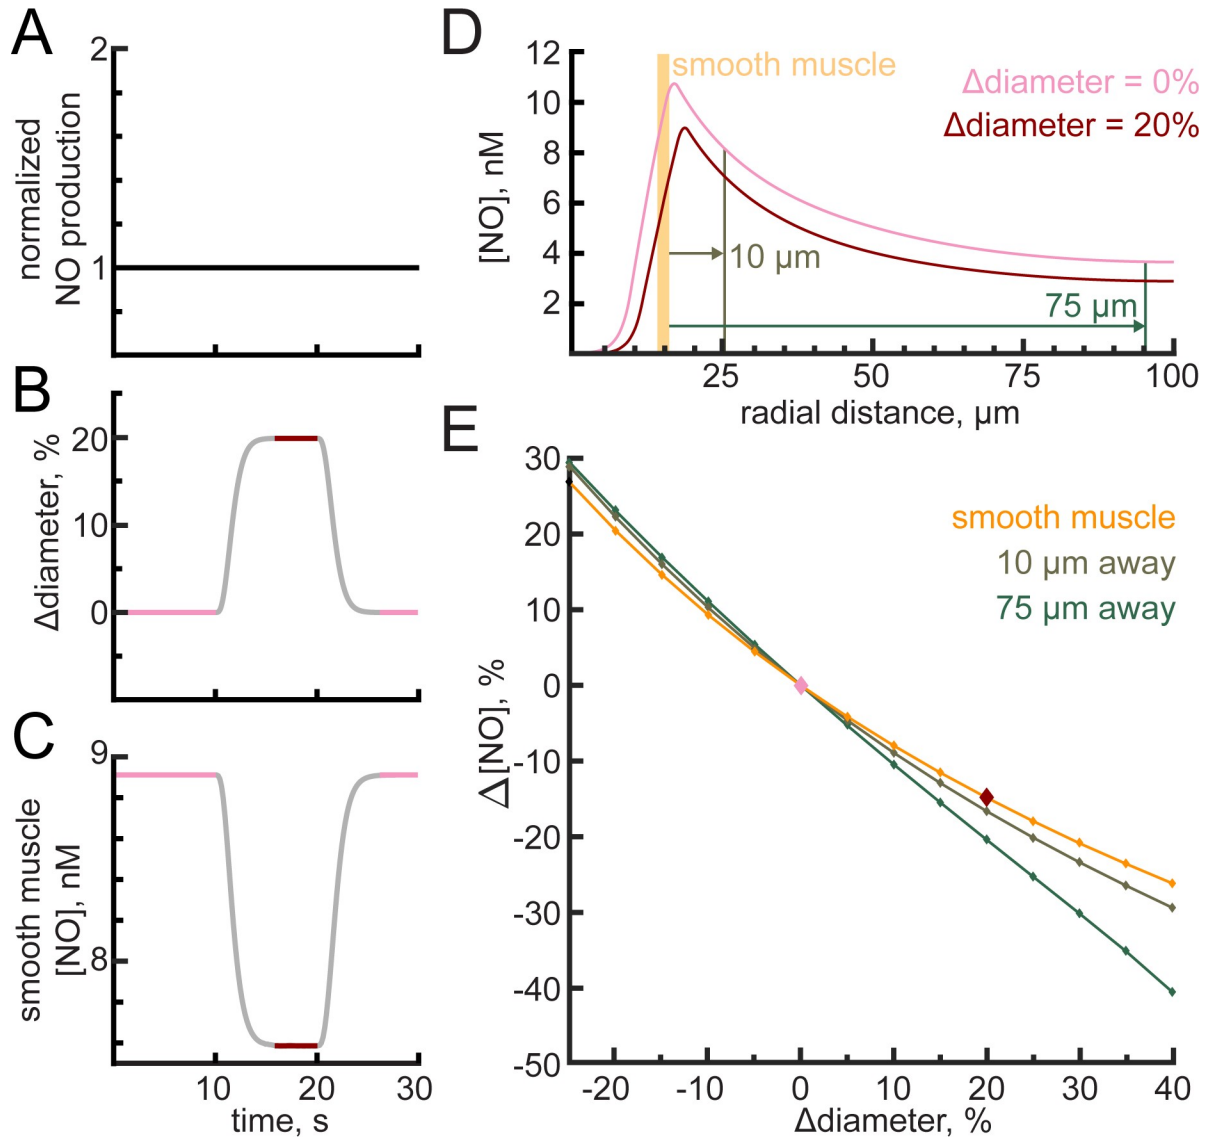 A
2
1
normalized
NO production
B
20
10
0
Δdiameter, %
C
9
8
smooth muscle
[NO], nM
10 20 30
time, s
D
12
10
8
6
4
2
[NO], nM
smooth muscle
Δdiameter = 0%
Δdiameter = 20%
10 µm
75 µm
25 50 75 100
radial distance, µm
E
30
20
10
0
-10
-20
-30
-40
-50
Δ[NO], %
smooth muscle
10 µm away
75 µm away
-20 -10 0 10 20 30 40
Δdiameter, %